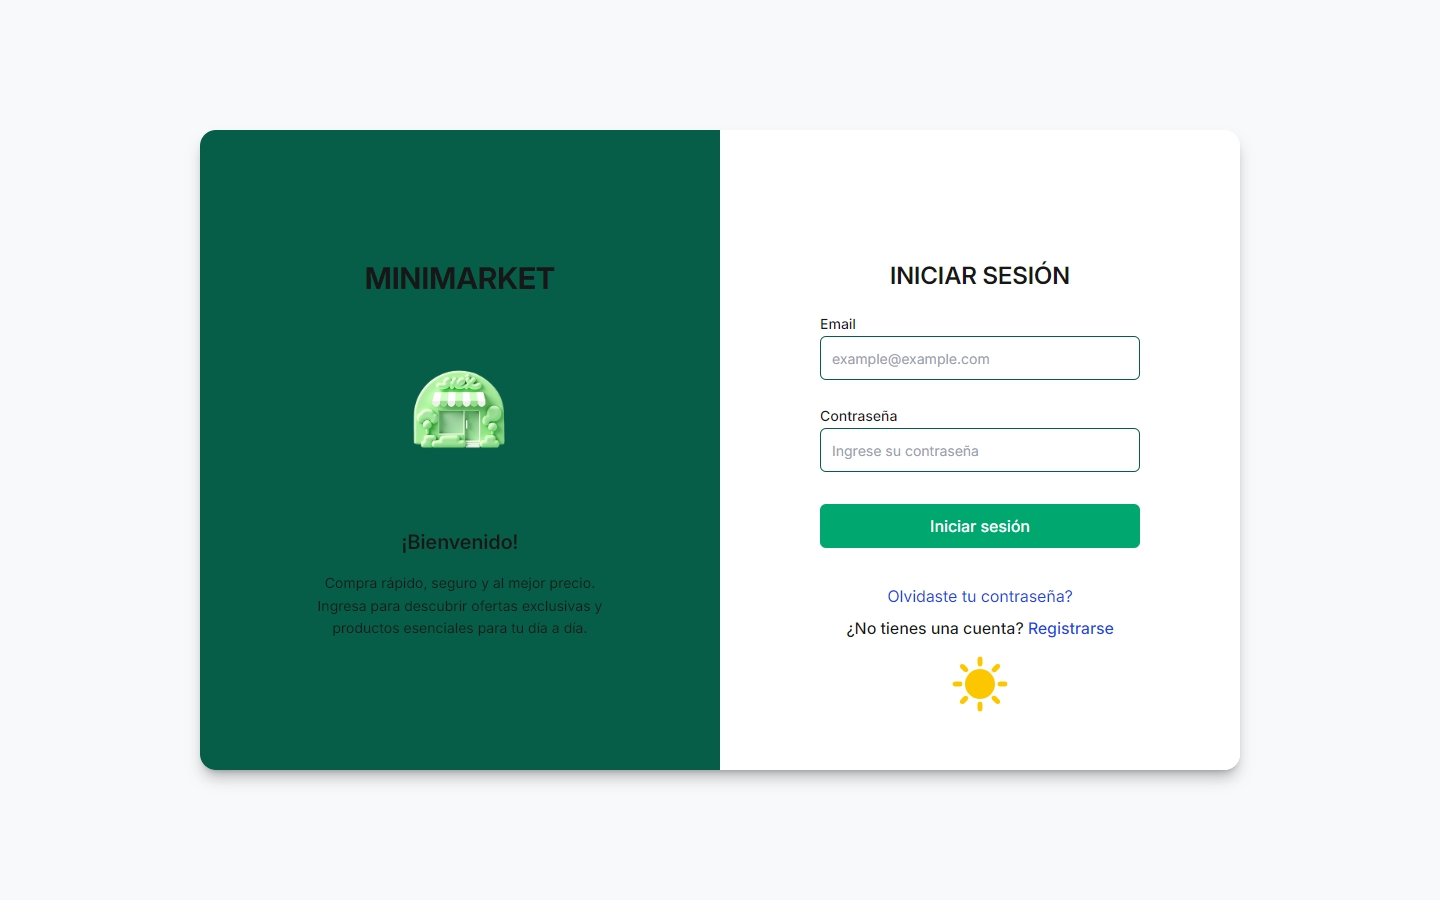 MINIMARKET
¡Bienvenido!
Compra rápido, seguro y al mejor precio.
Ingresa para descubrir ofertas exclusivas y
productos esenciales para tu día a día.
INICIAR SESIÓN
Email
example@example.com
Contraseña
Ingrese su contraseña
Iniciar sesión
Olvidaste tu contraseña?
¿No tienes una cuenta? Registrarse